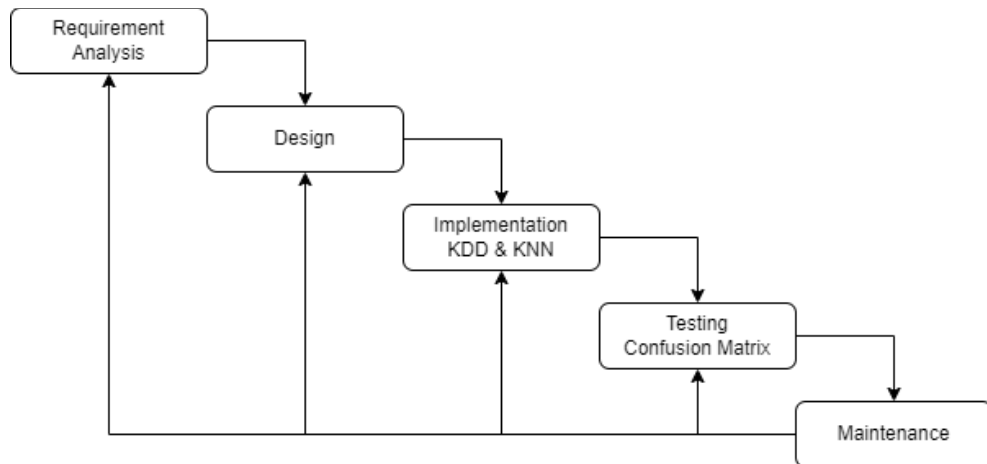 Requirement
Analysis
Design
Implementation
KDD & KNN
Testing
Confusion Matrix
Maintenance